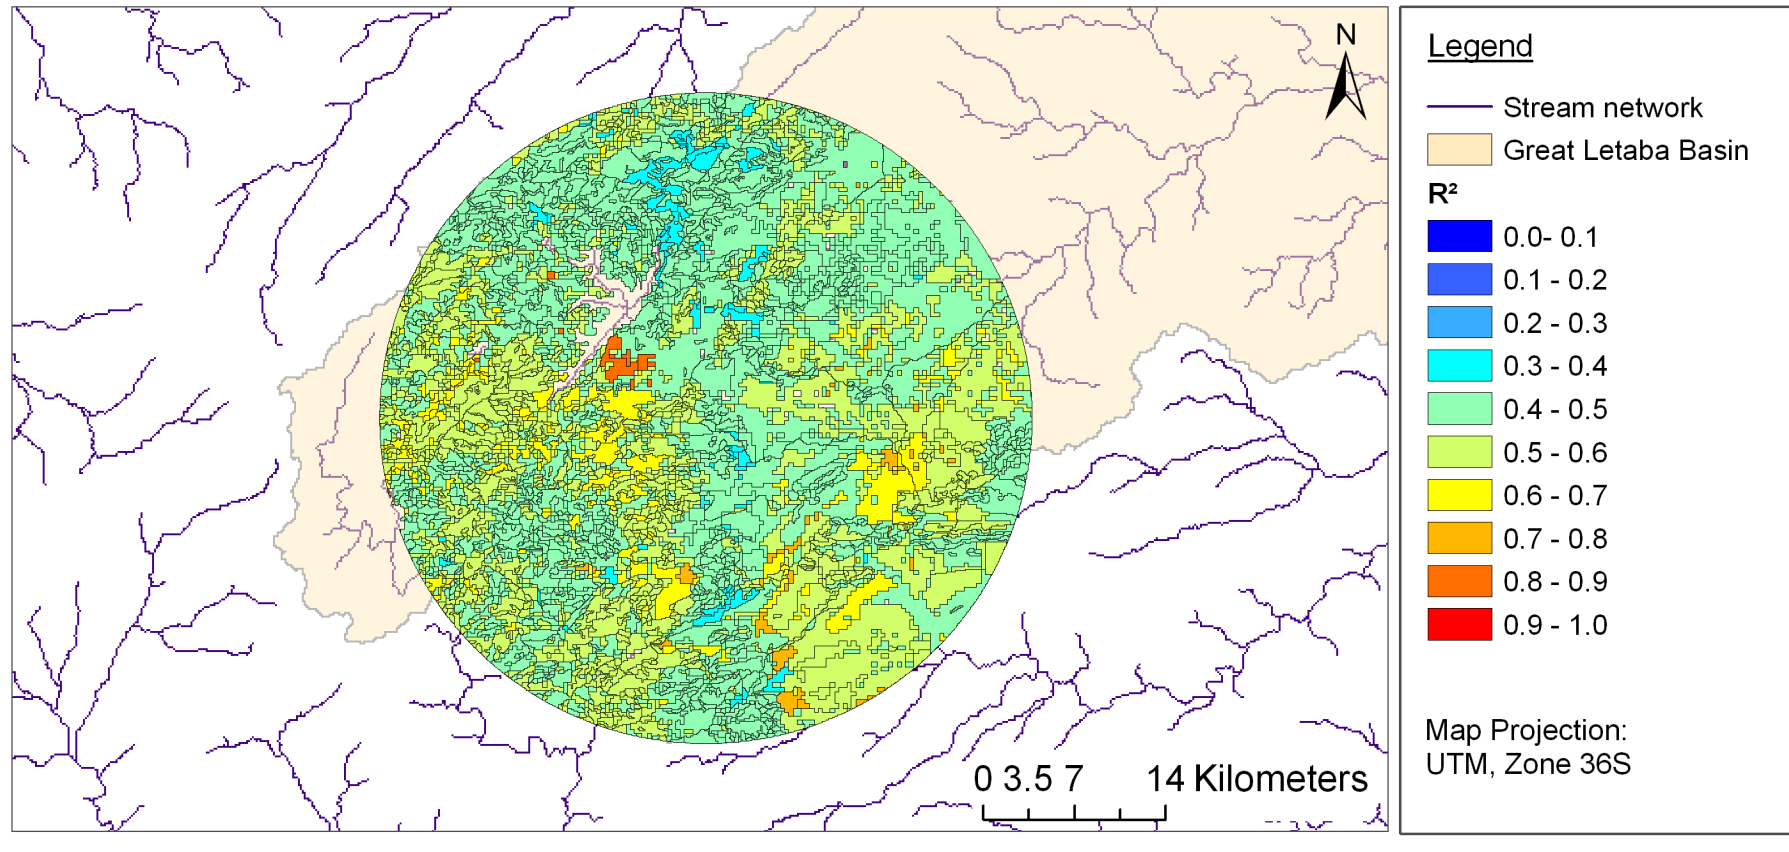 N
0 3.5 7 14 Kilometers
Legend
Stream network
Great Letaba Basin
R²
0.0- 0.1
0.1 - 0.2
0.2 - 0.3
0.3 - 0.4
0.4 - 0.5
0.5 - 0.6
0.6 - 0.7
0.7 - 0.8
0.8 - 0.9
0.9 - 1.0
Map Projection:
UTM, Zone 36S